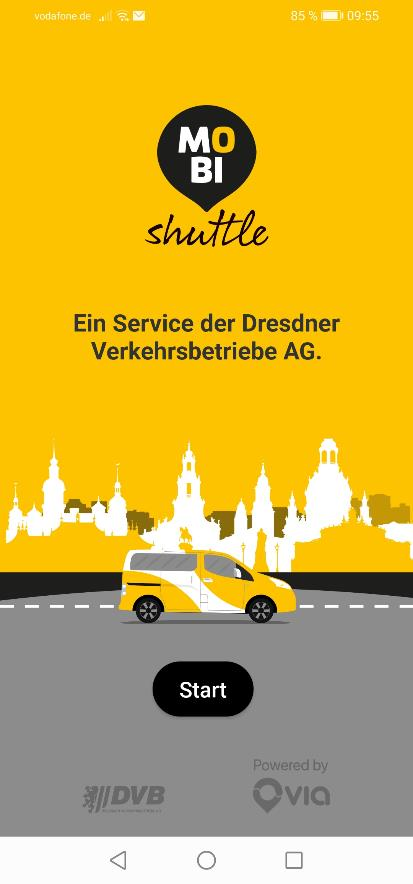 vodafone.de
85 % 09:55
MO
BI
shuttle
Ein Service der Dresdner
Verkehrsbetriebe AG.
Start
Powered by
DVB
via